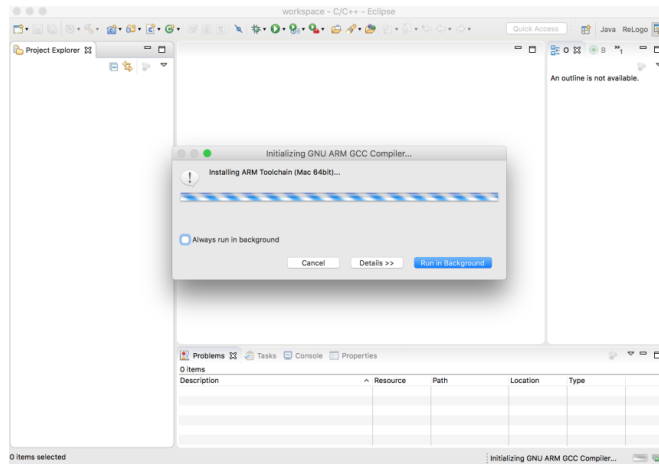 workspace - C/C++ - Eclipse
Quick Access
Java
ReLogo
Project Explorer
O
B
1
An outline is not available.
Initializing GNU ARM GCC Compiler...
Installing ARM Toolchain (Mac 64bit)...
Always run in background
Cancel
Details >>
Run in Background
Problems
Tasks
Console
Properties
0 items
Description
Resource
Path
Location
Type
0 items selected
Initializing GNU ARM GCC Compiler...